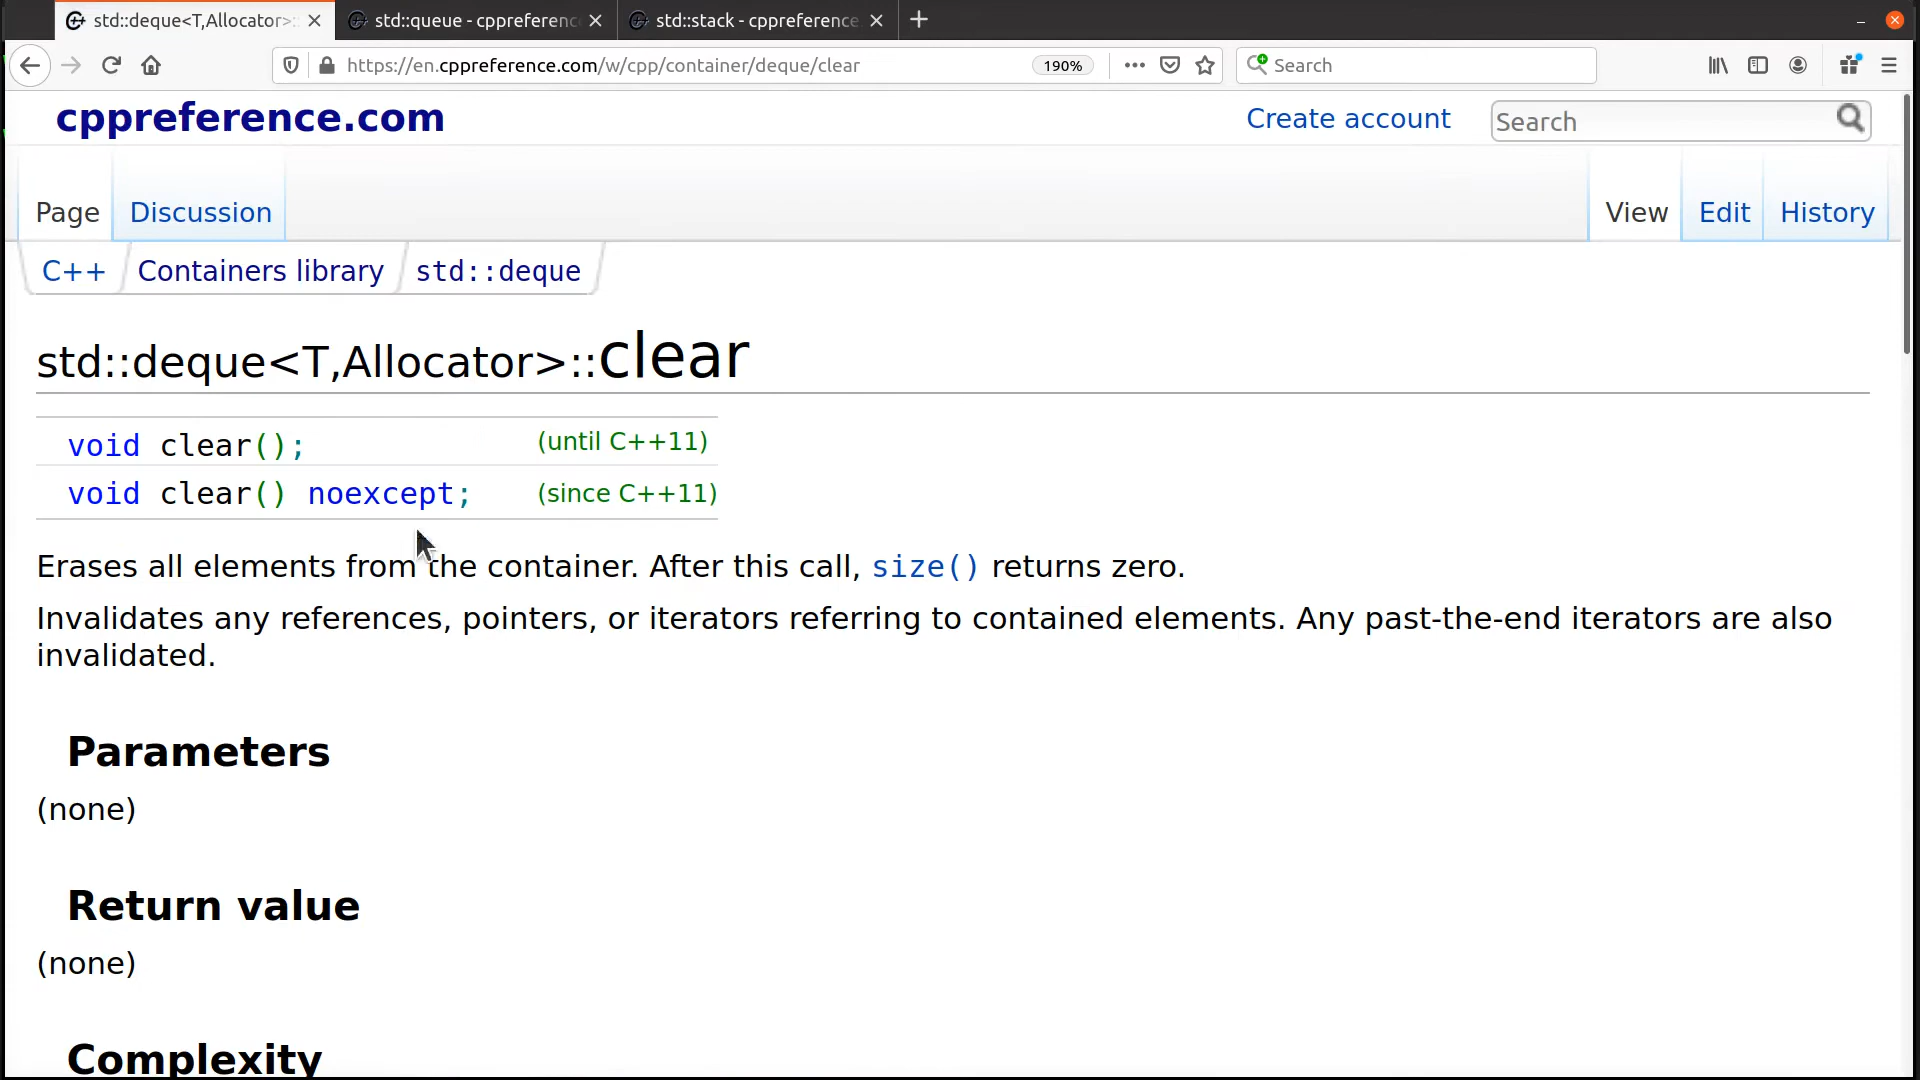 std::deque<T,Allocator>:
std::queue - cppreference
std::stack - cppreference
https://en.cppreference.com/w/cpp/container/deque/clear
190%
Search
cppreference.com
Create account
Search
Page
Discussion
View
Edit
History
C++
Containers library
std::deque
std::deque<T,Allocator>::clear
void clear(); (until C++11)
void clear() noexcept; (since C++11)
Erases all elements from the container. After this call, size() returns zero.
Invalidates any references, pointers, or iterators referring to contained elements. Any past-the-end iterators are also
invalidated.
Parameters
(none)
Return value
(none)
Complexity